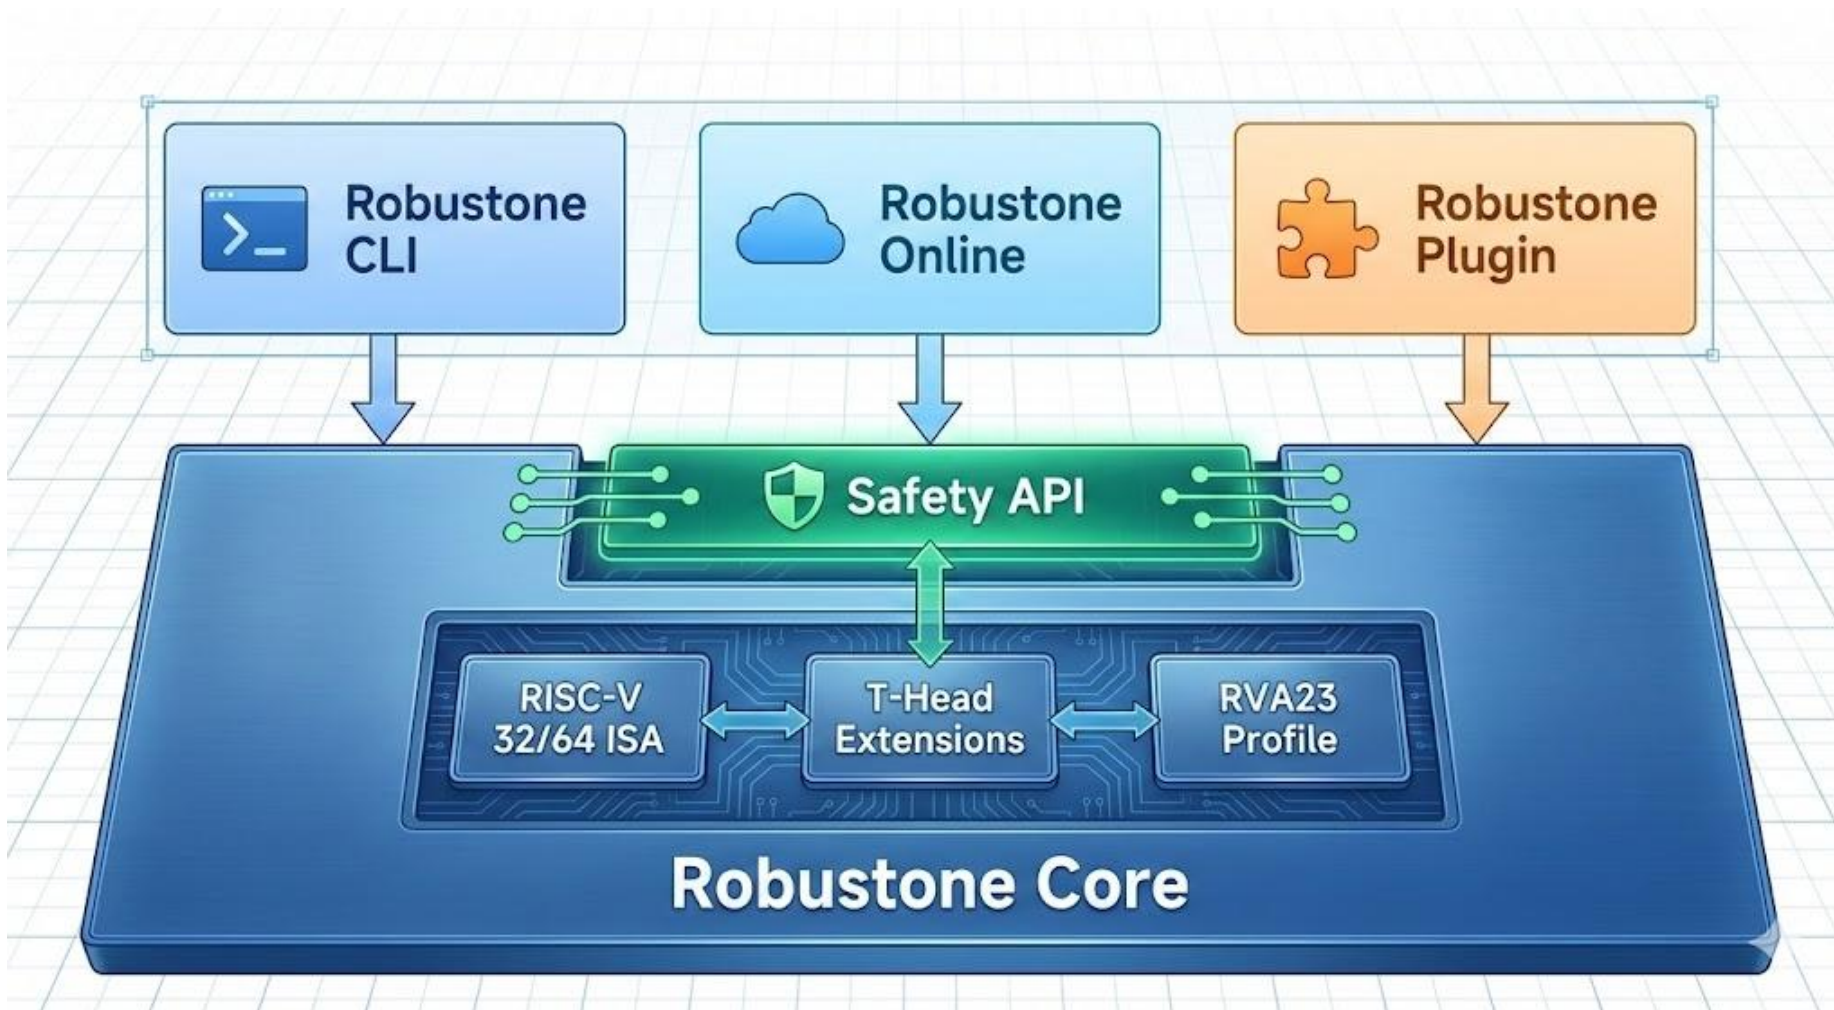 Robustone
CLI
Robustone
Online
Robustone
Plugin
Safety API
RISC-V
32/64 ISA
T-Head
Extensions
RVA23
Profile
Robustone Core